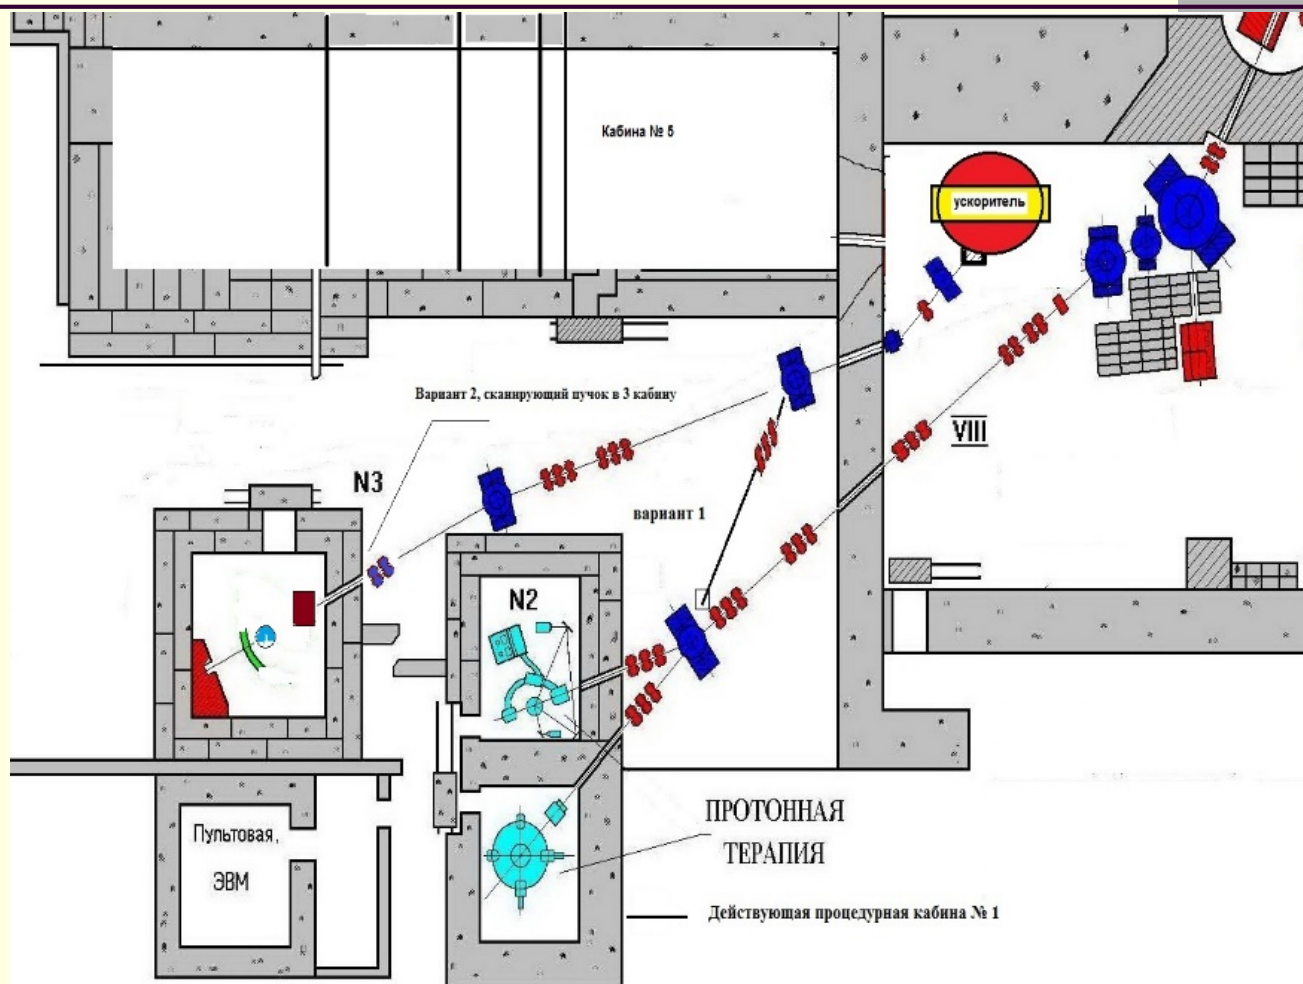 Кабина № 5
ускоритель
Вариант 2, сканирующий пучок в 3 кабину
VIII
N3
вариант 1
N2
Пультовая,
ЭВМ
ПРОТОННАЯ
ТЕРАПИЯ
Действующая процедурная кабина № 1